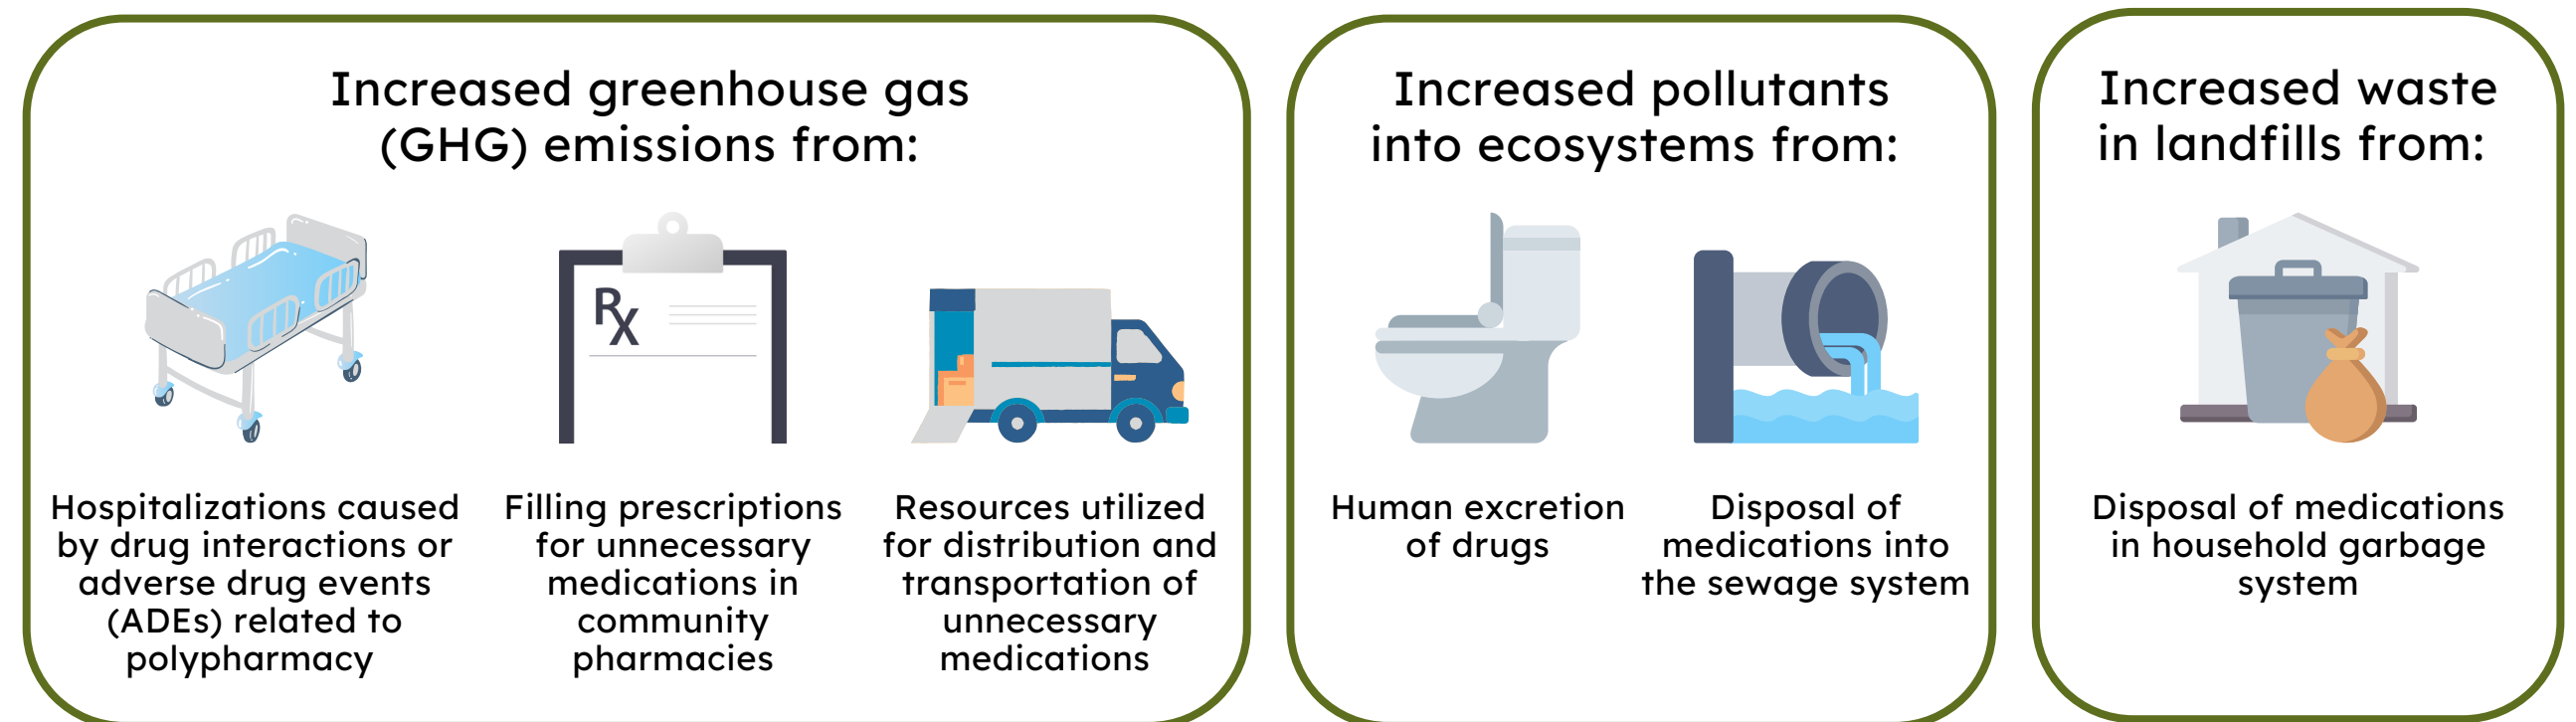 Increased greenhouse gas
(GHG) emissions from:
Rx
Hospitalizations caused
by drug interactions or
adverse drug events
(ADEs) related to
polypharmacy
Filling prescriptions
for unnecessary
medications in
community
pharmacies
Resources utilized
for distribution and
transportation of
unnecessary
medications
Increased pollutants
into ecosystems from:
Human excretion
of drugs
Disposal of
medications into
the sewage system
Increased waste
in landfills from:
Disposal of medications
in household garbage
system